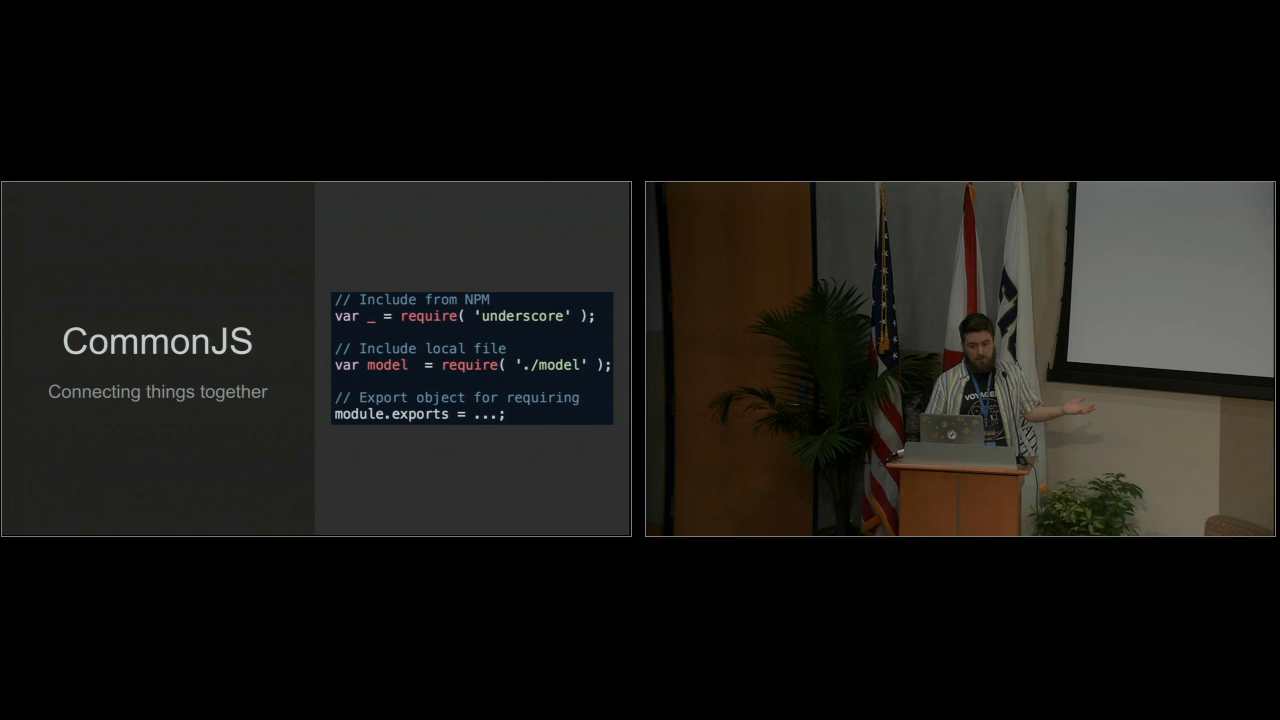 CommonJS
Connecting things together
// Include from NPM
var _ = require( 'underscore' );
// Include local file
var model  = require( './model' );
// Export object for requiring
module.exports = ...;
VOYAGER